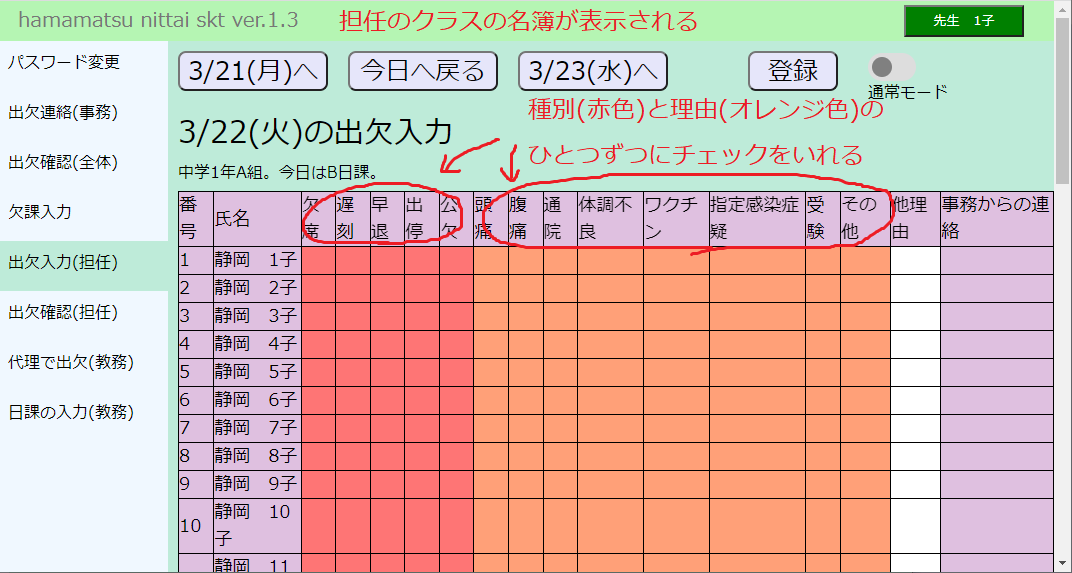 hamamatsu nittai skt ver.1.3
担任のクラスの名簿が表示される
先生　1子
パスワード変更
出欠連絡(事務)
出欠確認(全体)
欠課入力
出欠入力(担任)
出欠確認(担任)
代理で出欠(教務)
日課の入力(教務)
3/21(月)へ
今日へ戻る
3/23(水)へ
登録
通常モード
種別(赤色)と理由(オレンジ色)の
ひとつずつにチェックをいれる
3/22(火)の出欠入力
中学1年A組。今日はB日課。
番号 氏名 欠席 遅刻 早退 出停 公欠 頭痛 腹痛 通院 体調不良 ワクチン 指定感染症疑 受験 その他 他理由 事務からの連絡
1 静岡　1子
2 静岡　2子
3 静岡　3子
4 静岡　4子
5 静岡　5子
6 静岡　6子
7 静岡　7子
8 静岡　8子
9 静岡　9子
10 静岡　10子
静岡　11